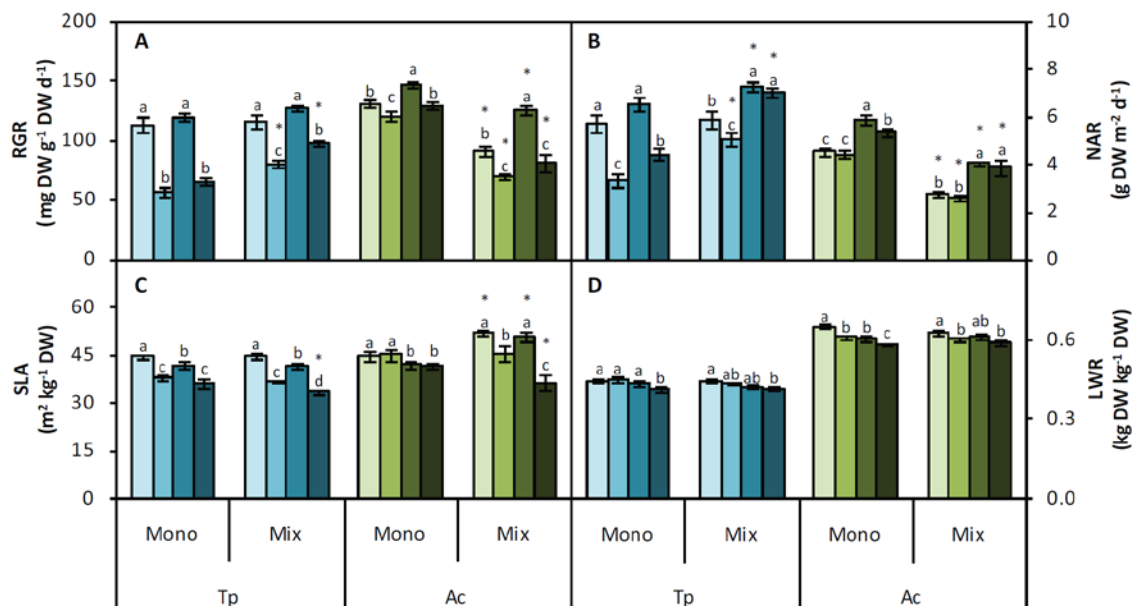 200
150
100
50
0
RGR
(mg DW g-1 DW d-1)
A
a
b
a
b
a
*
c
a
*
b
b
c
a
b
*
b
*
c
*
a
*
c
B
a
c
a
b
b
*
c
*
a
*
a
c
c
a
b
*
b
*
b
*
a
*
a
10
8
6
4
2
0
NAR
(g DW m-2 d-1)
60
45
30
15
0
SLA
(m2 kg-1 DW)
C
a
c
b
c
a
c
b
*
d
a
a
b
b
*
a
b
*
a
*
c
D
a
a
a
b
a
ab
ab
b
a
b
b
c
a
b
ab
b
0.6
0.3
0.0
LWR
(kg DW kg-1 DW)
Mono Mix Mono Mix Mono Mix Mono Mix
Tp Ac Tp Ac